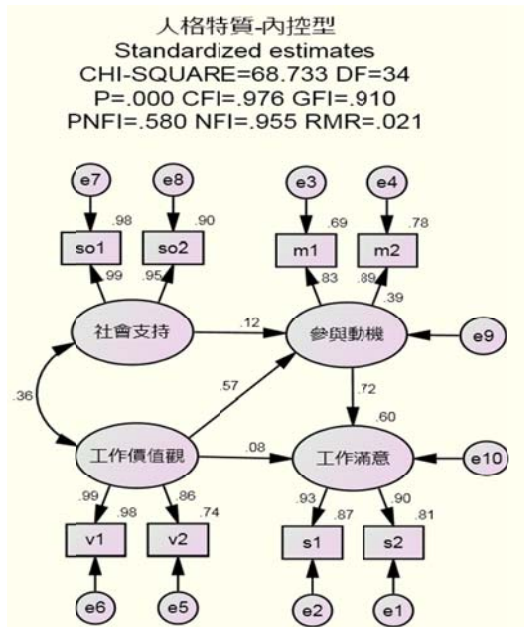 人格特質-內控型
Standardized estimates
CHI-SQUARE=68.733 DF=34
P=.000 CFI=.976 GFI=.910
PNFI=.580 NFI=.955 RMR=.021
e7
e8
e3
e4
.98
.90
.69
.78
so1
so2
m1
m2
.99
.95
.83
.89
.39
社會支持
.12
參與動機
e9
.36
.57
.72
.60
工作價值觀
.08
工作滿意
e10
.99
.98
.86
.74
.93
.87
.90
.81
v1
v2
s1
s2
e6
e5
e2
e1